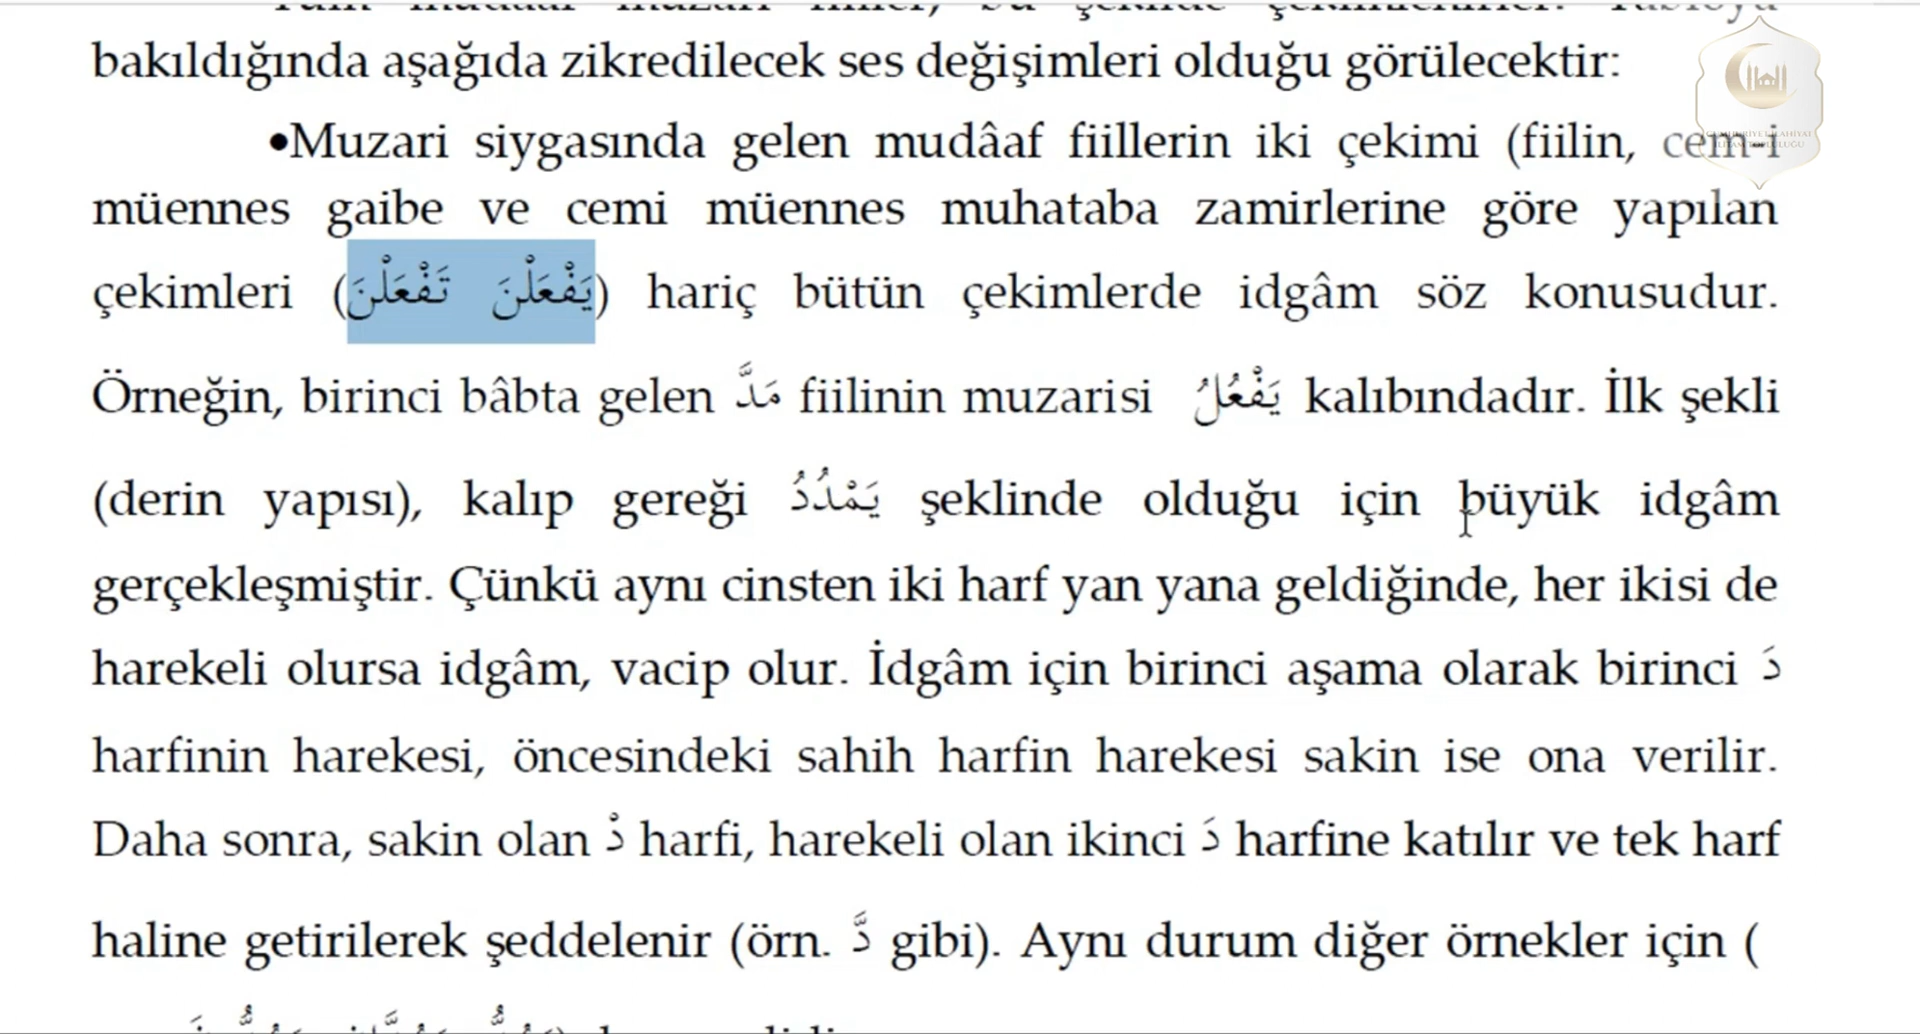 bakıldığında aşağıda zikredilecek ses değişimleri olduğu görülecektir:
•Muzari siygasında gelen mudâaf fiillerin iki çekimi (fiilin, cem-i
müennes gaibe ve cemi müennes muhataba zamirlerine göre yapılan
çekimleri (يَفْعَلْنَ تَفْعَلْنَ) hariç bütün çekimlerde idgâm söz konusudur.
Örneğin, birinci bâbta gelen مَدَّ fiilinin muzarisi يَفْعُلُ kalıbındadır. İlk şekli
(derin yapısı), kalıp gereği يَمْدُدُ şeklinde olduğu için büyük idgâm
gerçekleşmiştir. Çünkü aynı cinsten iki harf yan yana geldiğinde, her ikisi de
harekeli olursa idgâm, vacip olur. İdgâm için birinci aşama olarak birinci دَ
harfinin harekesi, öncesindeki sahih harfin harekesi sakin ise ona verilir.
Daha sonra, sakin olan دْ harfi, harekeli olan ikinci دَ harfine katılır ve tek harf
haline getirilerek şeddelenir (örn. دَّ gibi). Aynı durum diğer örnekler için (